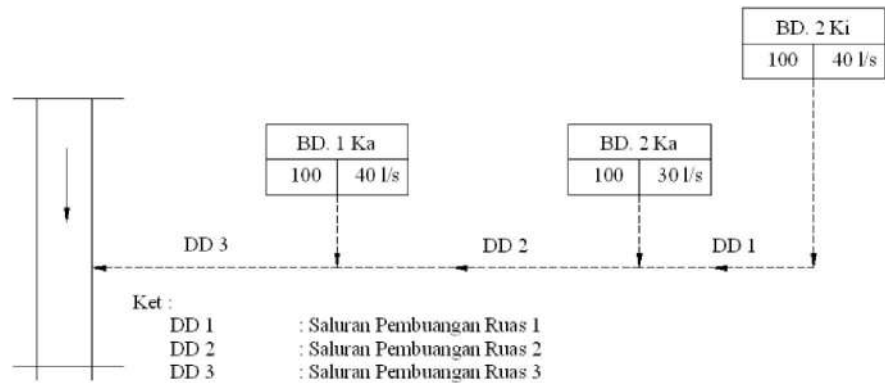 BD. 2 Ki
100 40 l/s
BD. 1 Ka
100 40 l/s
BD. 2 Ka
100 30 l/s
DD 3
DD 2
DD 1
Ket :
DD 1 : Saluran Pembuangan Ruas 1
DD 2 : Saluran Pembuangan Ruas 2
DD 3 : Saluran Pembuangan Ruas 3